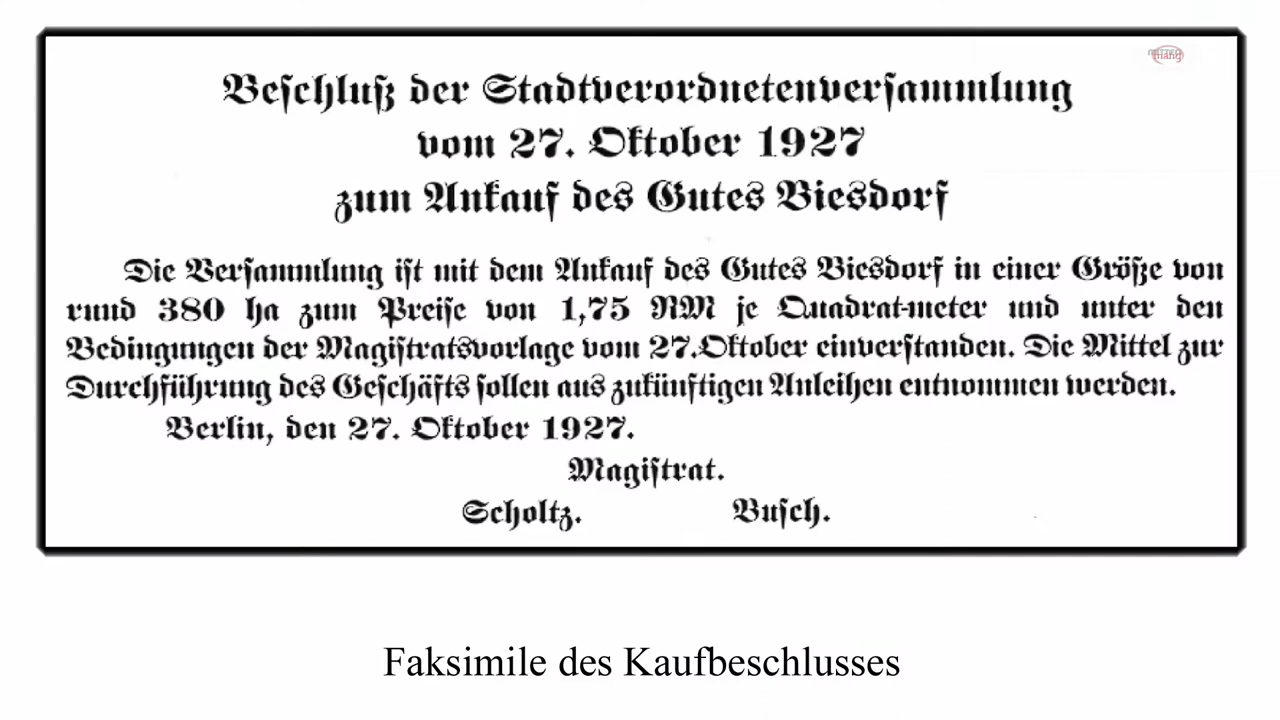 Beschluß der Stadtverordnetenversammlung
vom 27. Oktober 1927
zum Ankauf des Gutes Biesdorf
Die Versammlung ist mit dem Ankauf des Gutes Biesdorf in einer Größe von
rund 380 ha zum Preise von 1,75 RM je Quadrat-meter und unter den
Bedingungen der Magistratsvorlage vom 27.Oktober einverstanden. Die Mittel zur
Durchführung des Geschäfts sollen aus zukünftigen Anleihen entnommen werden.
Berlin, den 27. Oktober 1927.
Magistrat.
Scholtz. Busch.
Faksimile des Kaufbeschlusses